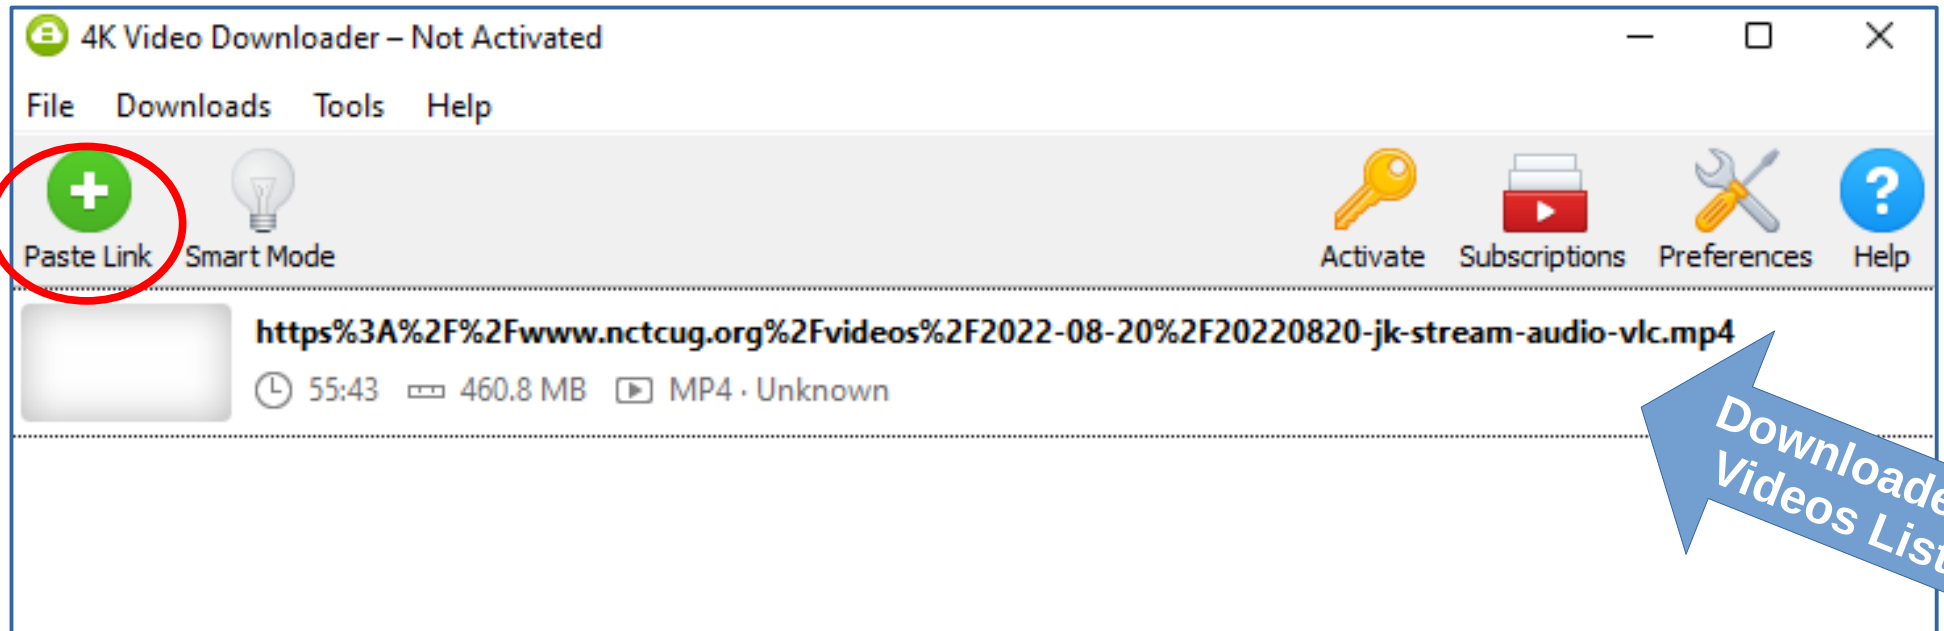 4K Video Downloader – Not Activated
File Downloads Tools Help
Paste Link Smart Mode Activate Subscriptions Preferences Help
https%3A%2F%2Fwww.nctcug.org%2Fvideos%2F2022-08-20%2F20220820-jk-stream-audio-vlc.mp4
55:43 460.8 MB MP4 · Unknown
Downloade
Videos List